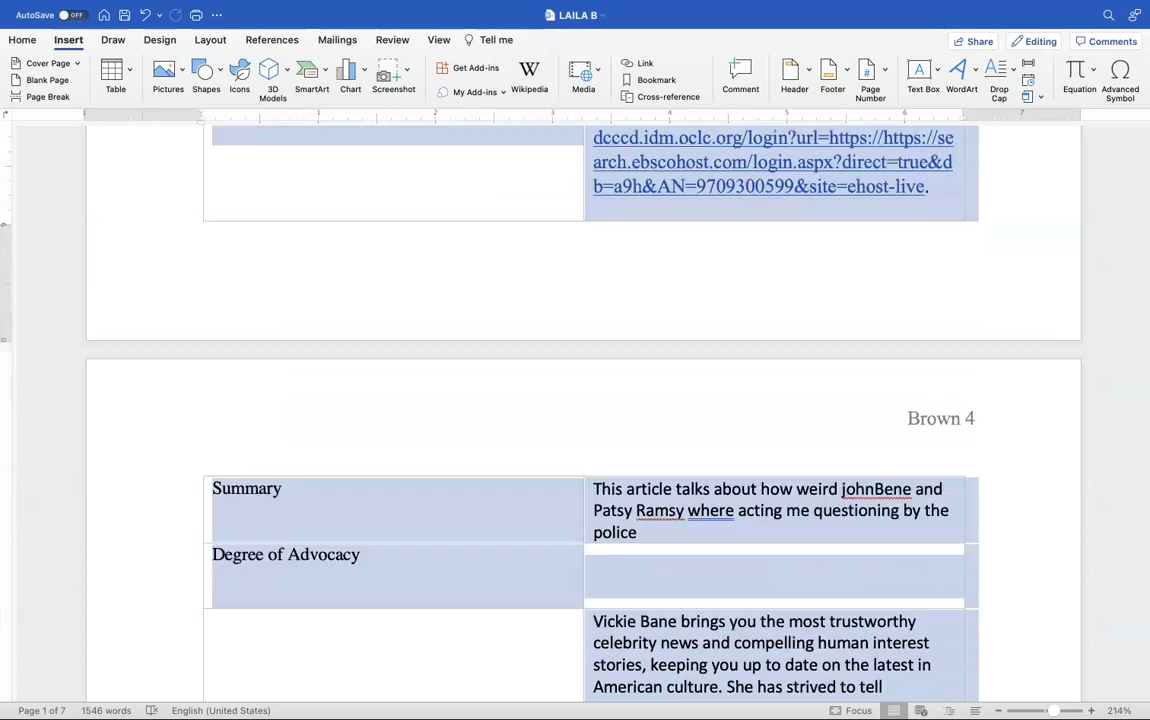 AutoSave OFF LAILA B
Home Insert Draw Design Layout References Mailings Review View Tell me Share Editing Comments
Cover Page
Blank Page
Page Break
Table
Pictures Shapes Icons 3D Models SmartArt Chart Screenshot
Get Add-ins
My Add-ins
Wikipedia
Media
Link
Bookmark
Cross-reference
Comment
Header Footer Page Number
Text Box WordArt Drop Cap
Equation Advanced Symbol
1 2 3 4 5 6 7
dcccd.idm.oclc.org/login?url=https://https://se
arch.ebscohost.com/login.aspx?direct=true&d
b=a9h&AN=9709300599&site=ehost-live.
Brown 4
Summary
This article talks about how weird johnBene and
Patsy Ramsy where acting me questioning by the
police
Degree of Advocacy
Vickie Bane brings you the most trustworthy
celebrity news and compelling human interest
stories, keeping you up to date on the latest in
American culture. She has strived to tell
Page 1 of 7 1546 words English (United States) Focus 214%